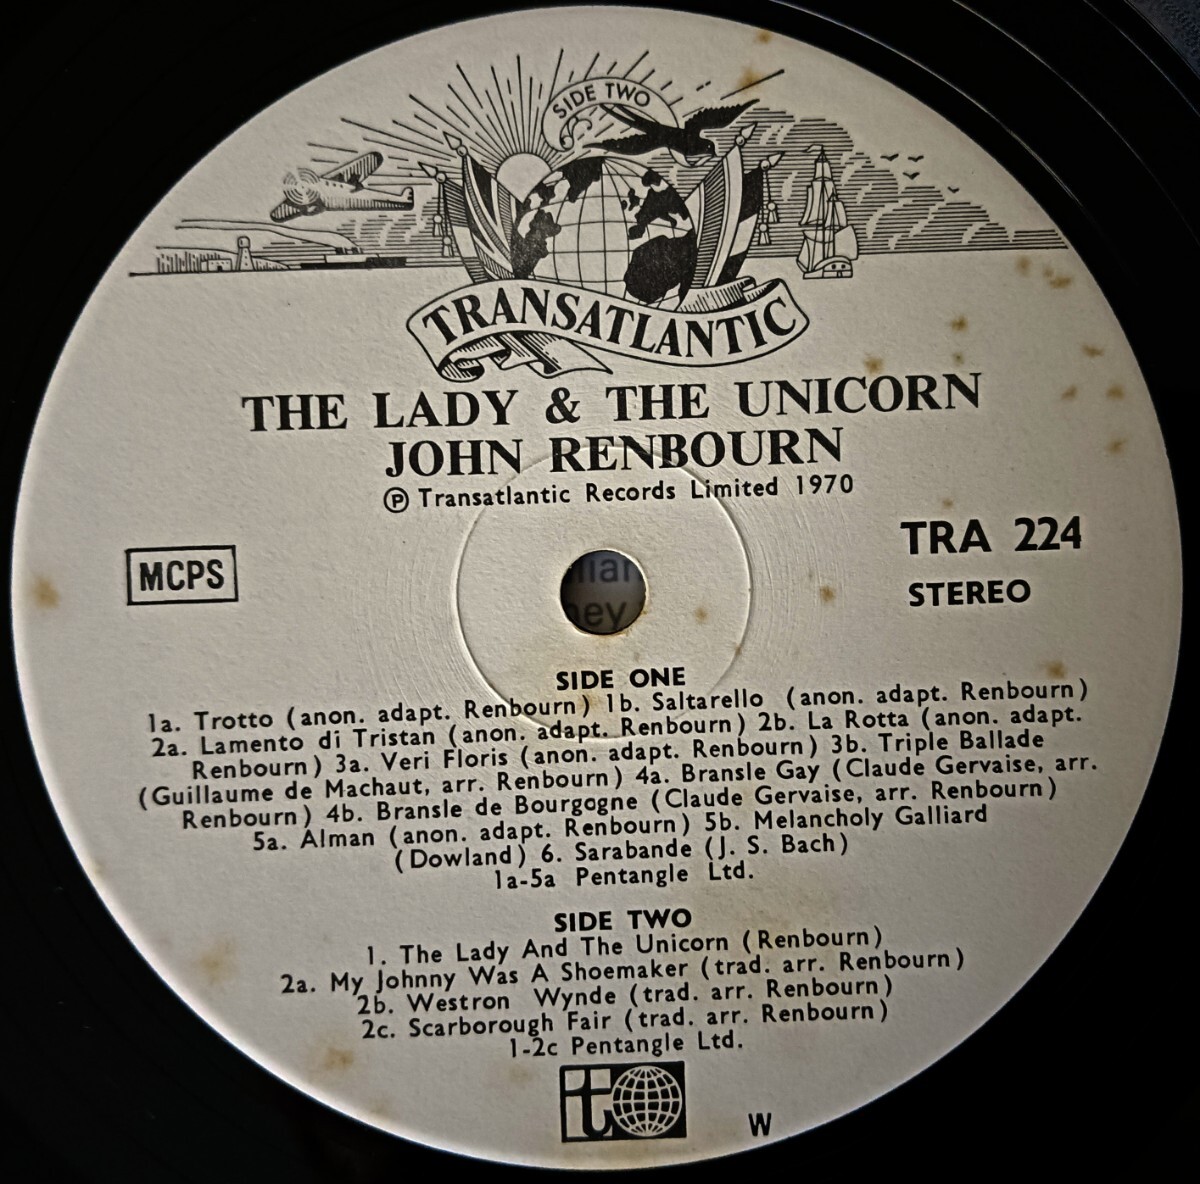 SIDE TWO
TRANSATLANTIC
THE LADY & THE UNICORN
JOHN RENBOURN
Ⓟ Transatlantic Records Limited 1970
TRA 224
MCPS
STEREO
SIDE ONE
1a. Trotto (anon. adapt. Renbourn) 1b. Saltarello (anon. adapt. Renbourn)
2a. Lamento di Tristan (anon. adapt. Renbourn) 2b. La Rotta (anon. adapt.
Renbourn) 3a. Veri Floris (anon. adapt. Renbourn) 3b. Triple Ballade
(Guillaume de Machaut, arr. Renbourn) 4a. Bransle Gay (Claude Gervaise, arr.
Renbourn) 4b. Bransle de Bourgogne (Claude Gervaise, arr. Renbourn)
5a. Alman (anon. adapt. Renbourn) 5b. Melancholy Galliard
(Dowland) 6. Sarabande (J. S. Bach)
1a-5a Pentangle Ltd.
SIDE TWO
1. The Lady And The Unicorn (Renbourn)
2a. My Johnny Was A Shoemaker (trad. arr. Renbourn)
2b. Westron Wynde (trad. arr. Renbourn)
2c. Scarborough Fair (trad. arr. Renbourn)
1-2c Pentangle Ltd.
t
W